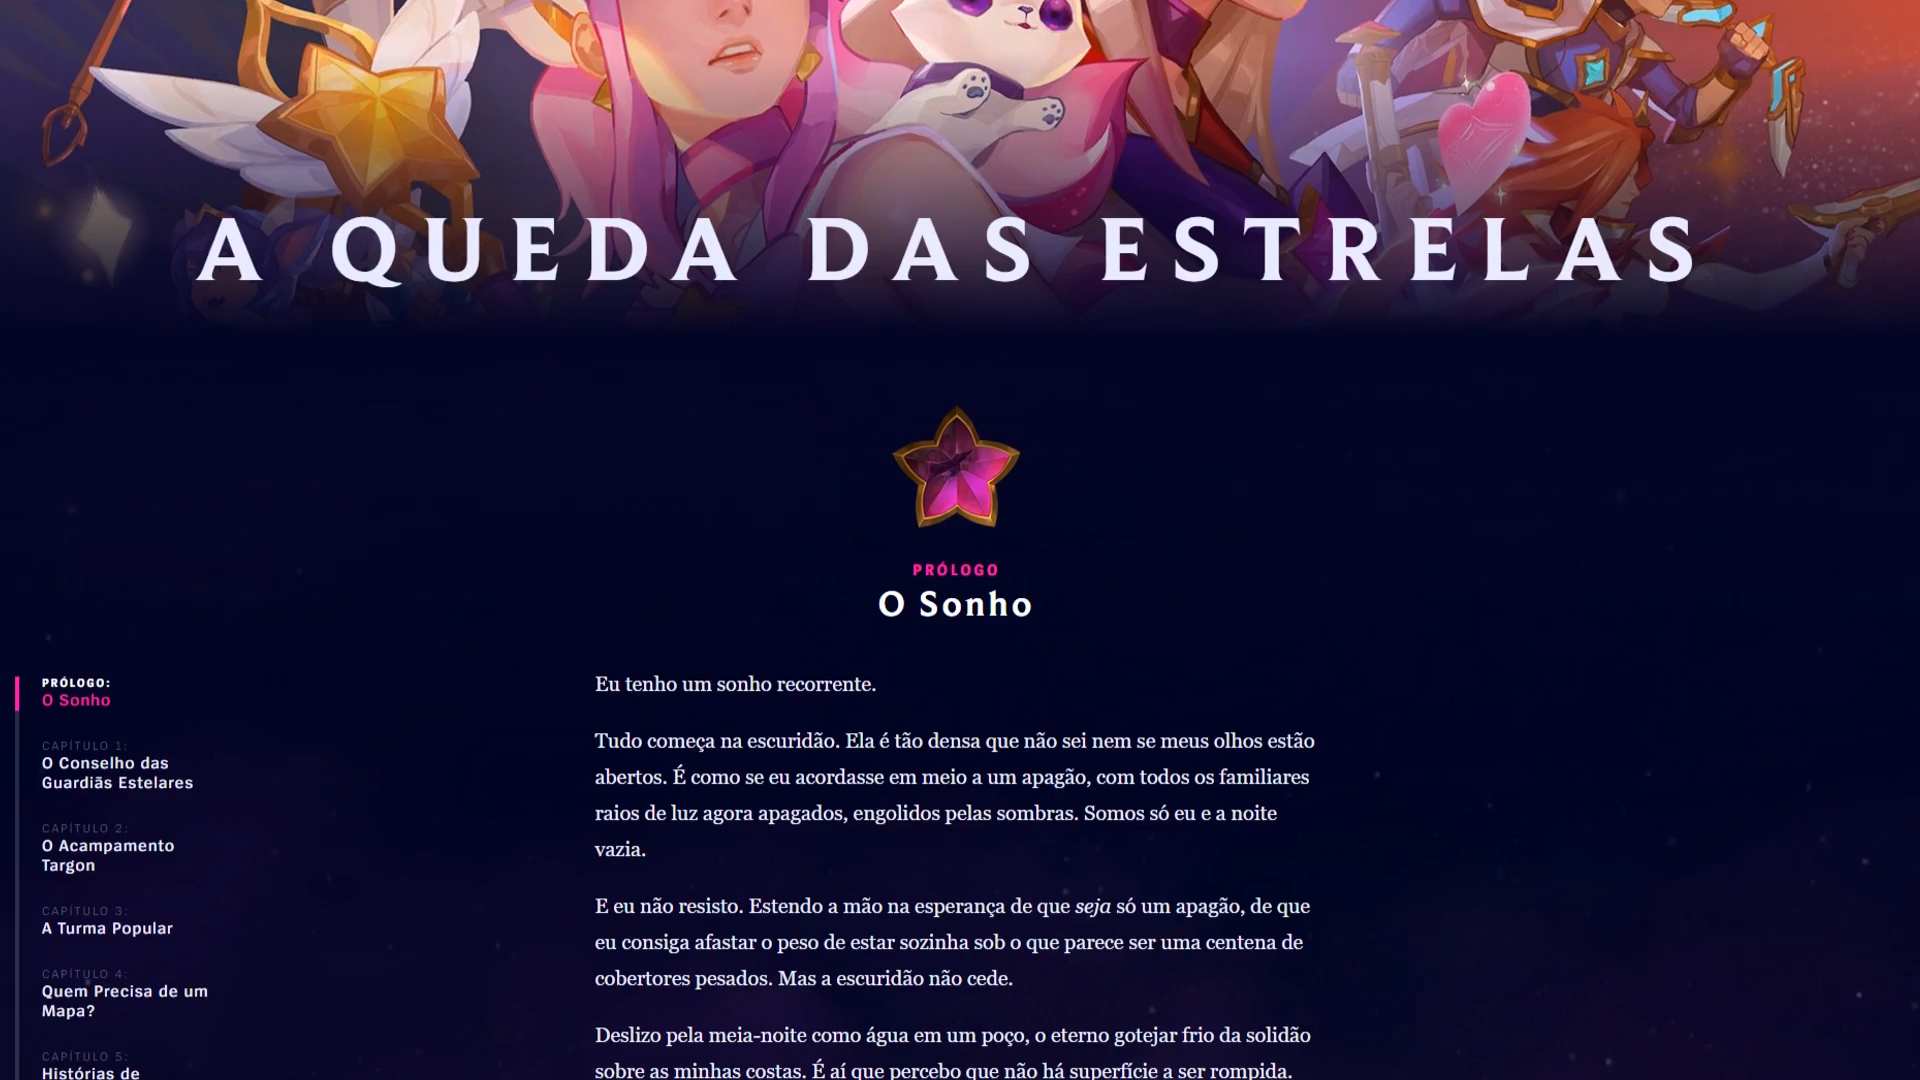 A QUEDA DAS ESTRELAS
PRÓLOGO
O Sonho
PRÓLOGO:
O Sonho
CAPÍTULO 1:
O Conselho das
Guardiãs Estelares
CAPÍTULO 2:
O Acampamento
Targon
CAPÍTULO 3:
A Turma Popular
CAPÍTULO 4:
Quem Precisa de um
Mapa?
CAPÍTULO 5:
Histórias de
Eu tenho um sonho recorrente.
Tudo começa na escuridão. Ela é tão densa que não sei nem se meus olhos estão
abertos. É como se eu acordasse em meio a um apagão, com todos os familiares
raios de luz agora apagados, engolidos pelas sombras. Somos só eu e a noite
vazia.
E eu não resisto. Estendo a mão na esperança de que seja só um apagão, de que
eu consiga afastar o peso de estar sozinha sob o que parece ser uma centena de
cobertores pesados. Mas a escuridão não cede.
Deslizo pela meia-noite como água em um poço, o eterno gotejar frio da solidão
sobre as minhas costas. É aí que percebo que não há superfície a ser rompida.